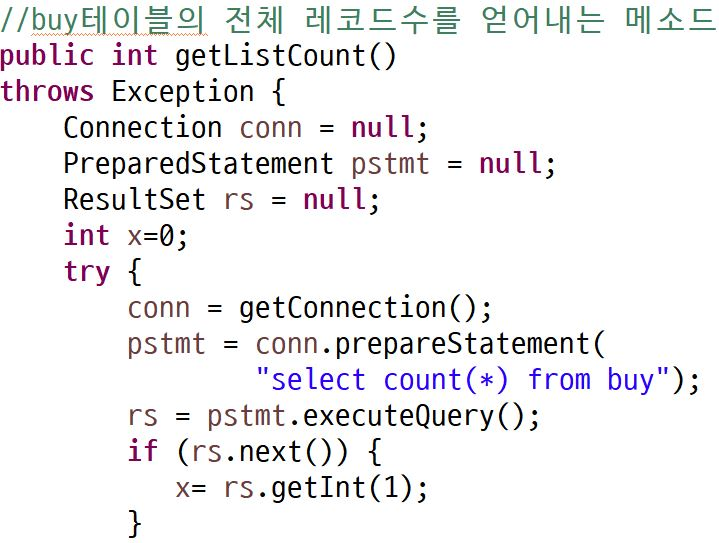 //buy테이블의 전체 레코드수를 얻어내는 메소드
public int getListCount()
throws Exception {
    Connection conn = null;
    PreparedStatement pstmt = null;
    ResultSet rs = null;
    int x=0;
    try {
        conn = getConnection();
        pstmt = conn.prepareStatement(
                "select count(*) from buy");
        rs = pstmt.executeQuery();
        if (rs.next()) {
           x= rs.getInt(1);
        }